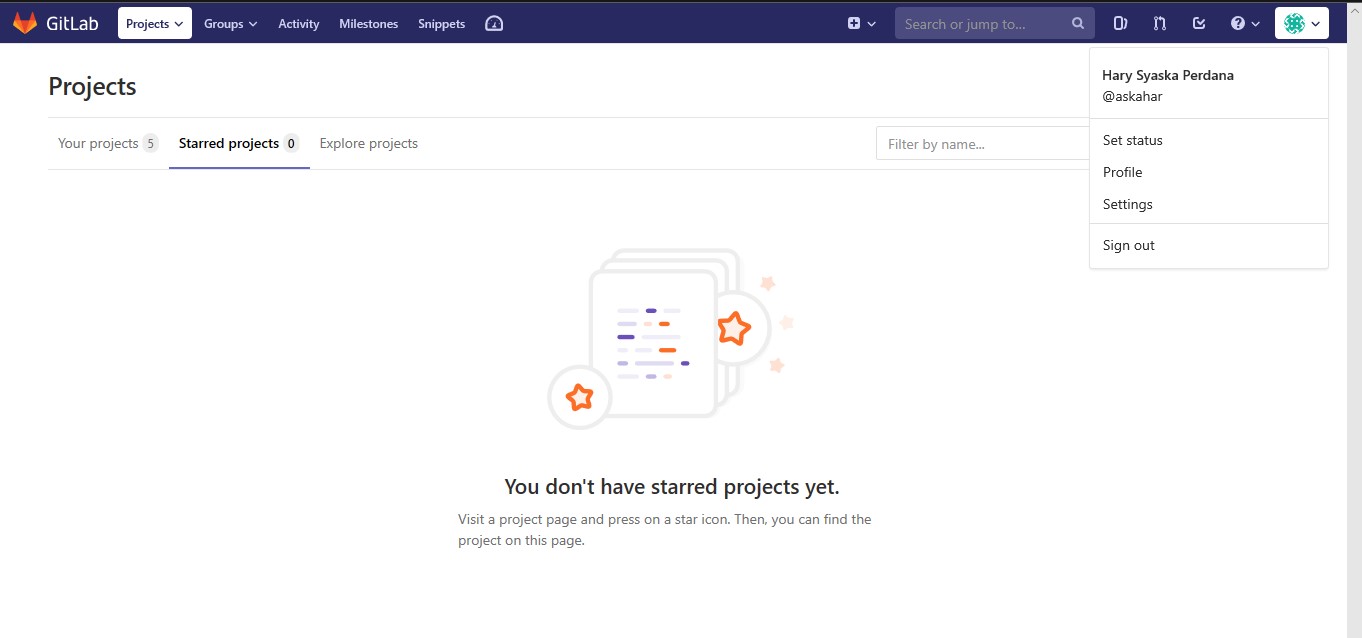 GitLab Projects Groups Activity Milestones Snippets Search or jump to...
Projects
Your projects 5 Starred projects 0 Explore projects Filter by name...
Hary Syaska Perdana
@askahar
Set status
Profile
Settings
Sign out
You don't have starred projects yet.
Visit a project page and press on a star icon. Then, you can find the
project on this page.